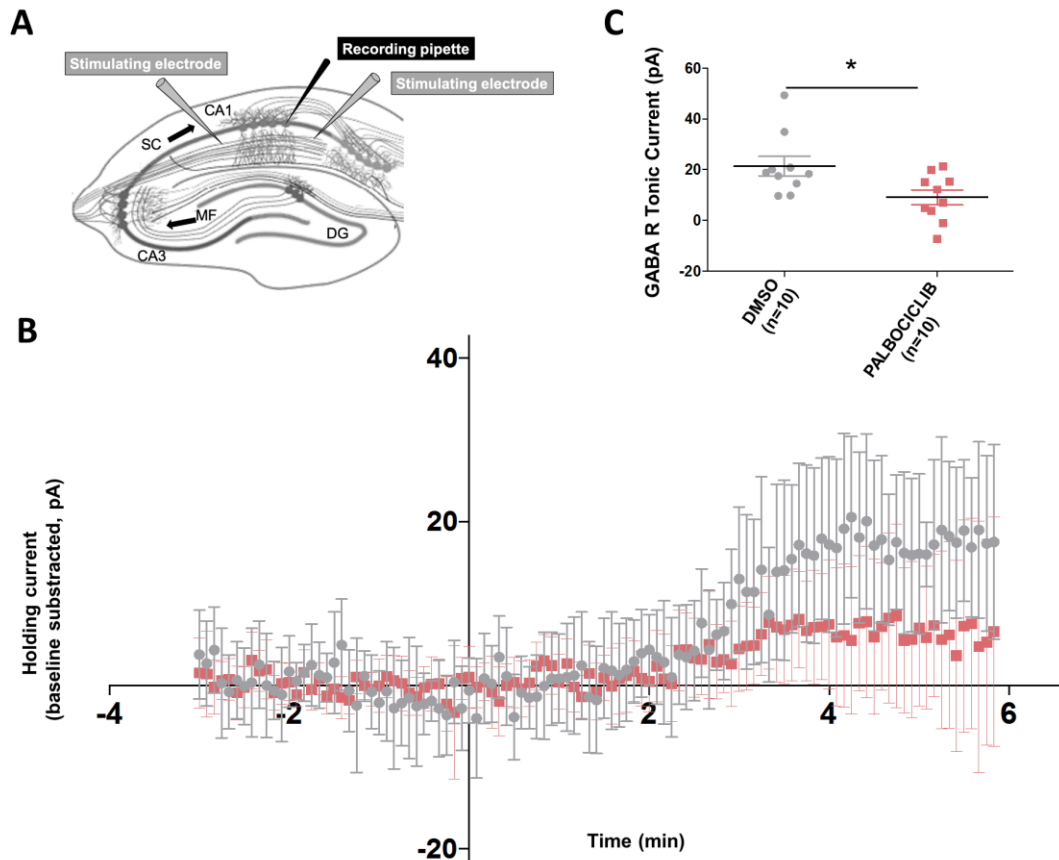 A
Stimulating electrode
Recording pipette
Stimulating electrode
CA1
SC
MF
CA3
DG
C
GABA R Tonic Current (pA)
60
40
20
0
-20
*
DMSO
(n=10)
PALBOCICLIB
(n=10)
B
Holding current
(baseline substracted, pA)
40
20
-20
-4
-2
2
4
6
Time (min)